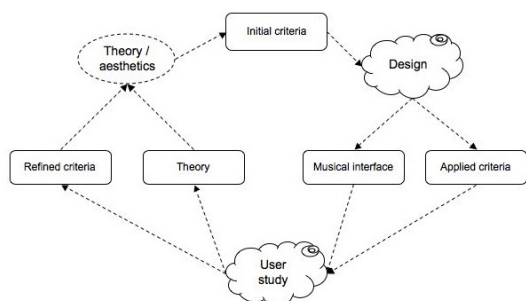 Initial criteria
Theory /
aesthetics
Design
Refined criteria
Theory
Musical interface
Applied criteria
User
study